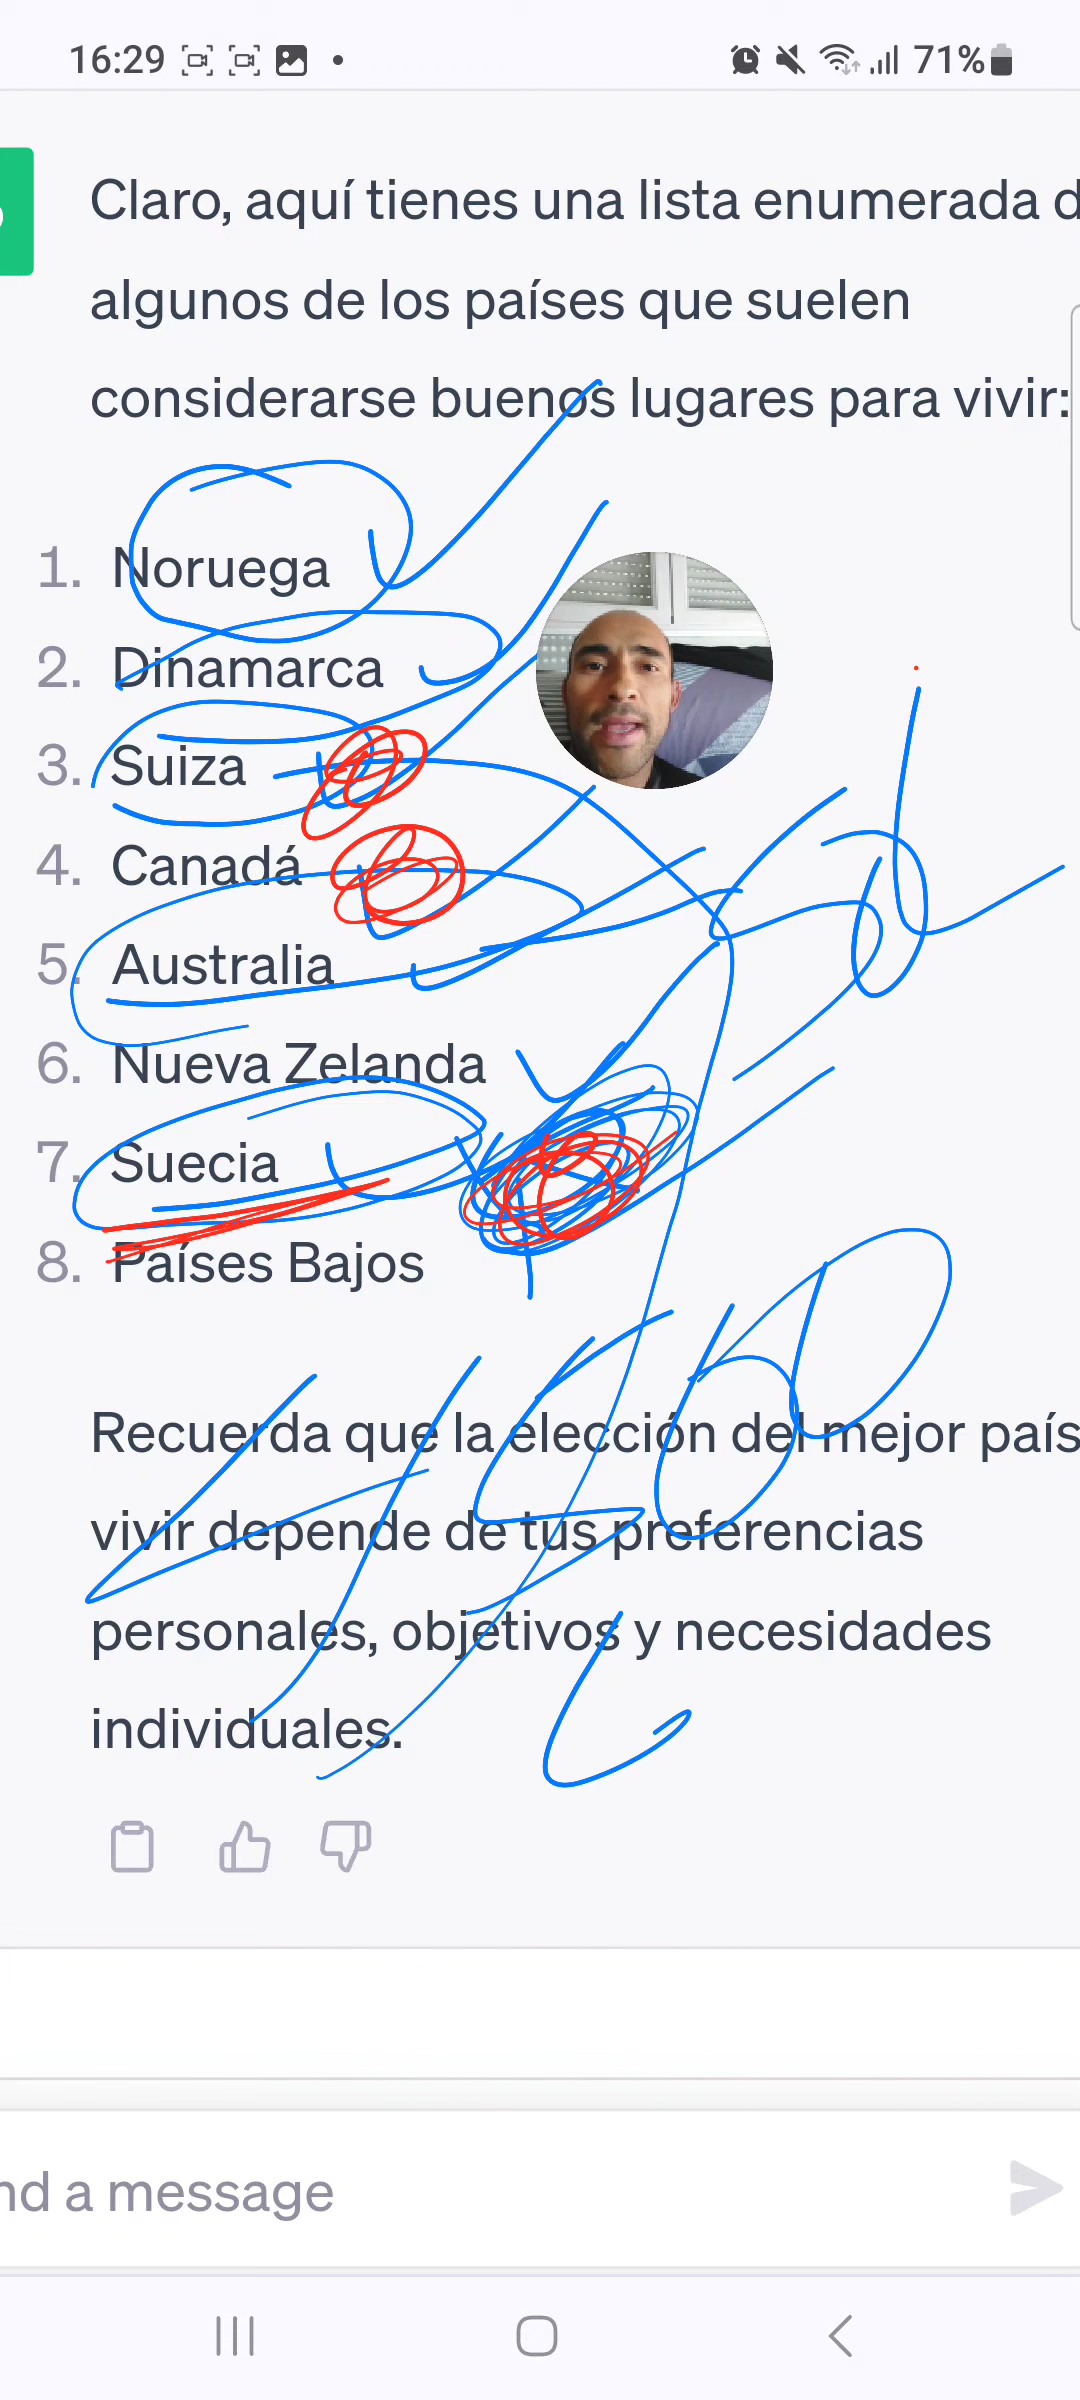 16:29 71%
Claro, aquí tienes una lista enumerada d
algunos de los países que suelen
considerarse buenos lugares para vivir:
1. Noruega
2. Dinamarca
3. Suiza
4. Canadá
5. Australia
6. Nueva Zelanda
7. Suecia
8. Países Bajos
Recuerda que la elección del mejor país
vivir depende de tus preferencias
personales, objetivos y necesidades
individuales.
nd a message